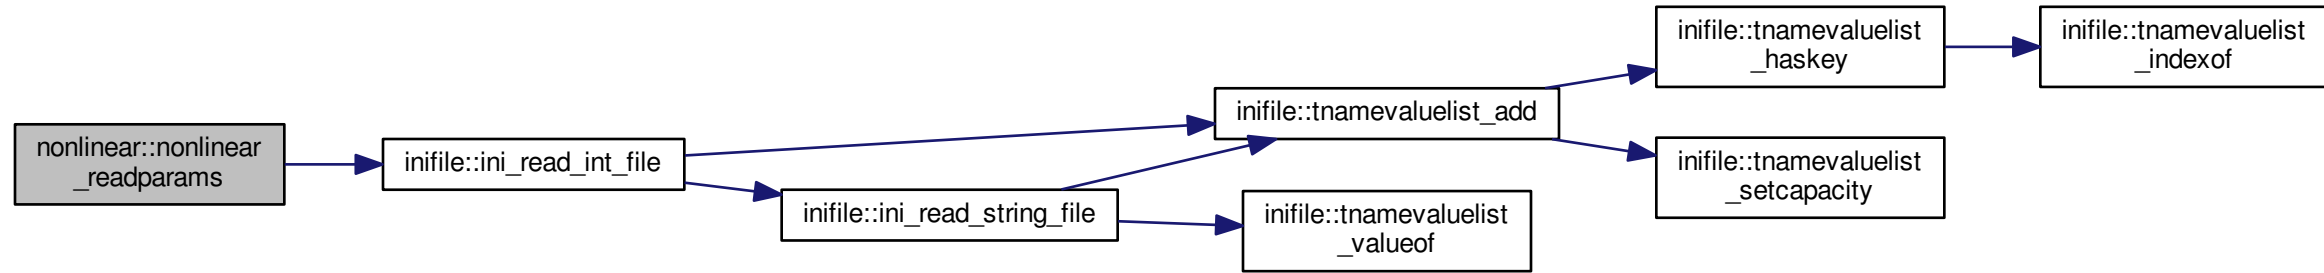 nonlinear::nonlinear
_readparams
inifile::ini_read_int_file
inifile::ini_read_string_file
inifile::tnamevaluelist_add
inifile::tnamevaluelist
_valueof
inifile::tnamevaluelist
_haskey
inifile::tnamevaluelist
_setcapacity
inifile::tnamevaluelist
_indexof